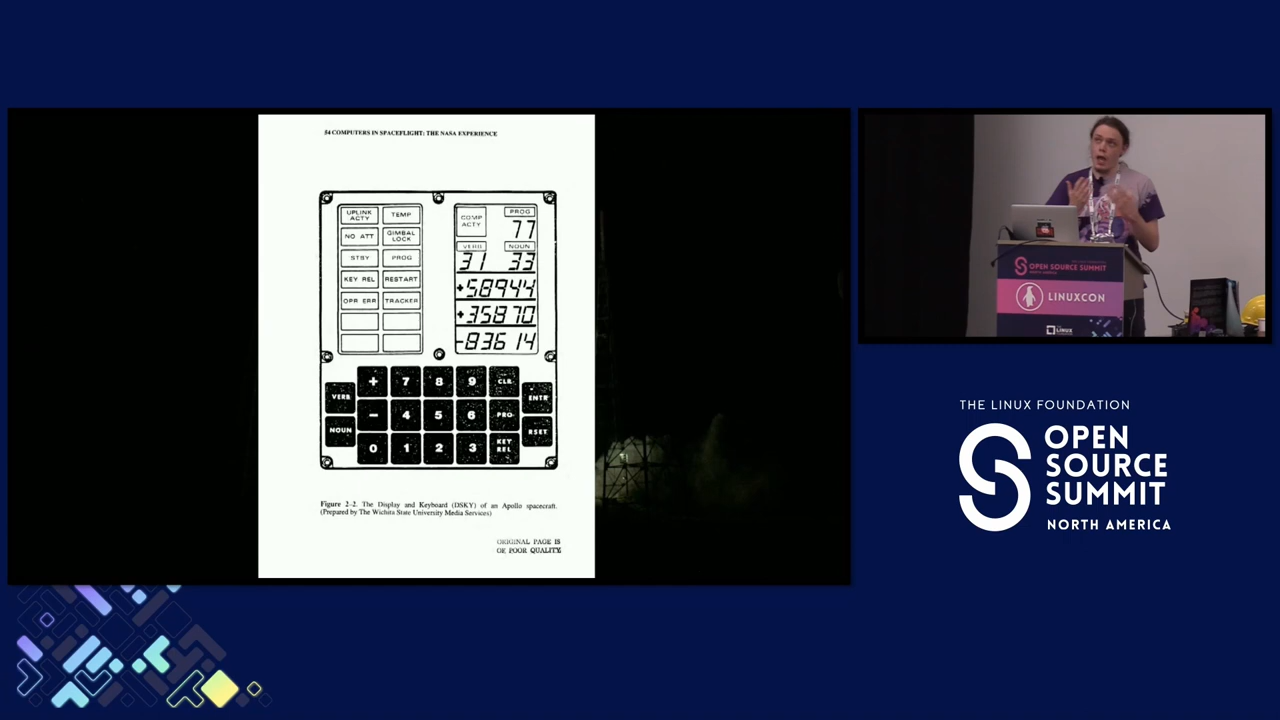 54 COMPUTERS IN SPACEFLIGHT: THE NASA EXPERIENCE
UPLINK ACTY
TEMP
NO ATT
GIMBAL LOCK
STBY
PROG
KEY REL
RESTART
OPR ERR
TRACKER
COMP ACTY
PROG
77
VERB
NOUN
31
33
+58944
+35870
-83614
VERB
NOUN
+ 7 8 9 CLR
- 4 5 6 PRO
0 1 2 3 KEY REL
ENTR
RSET
Figure 2-2. The Display and Keyboard (DSKY) of an Apollo spacecraft.
(Prepared by The Wichita State University Media Services)
ORIGINAL PAGE IS
OF POOR QUALITY
OPEN SOURCE SUMMIT
LINUXCON
LINUX
THE LINUX FOUNDATION
OPEN
SOURCE
SUMMIT
NORTH AMERICA